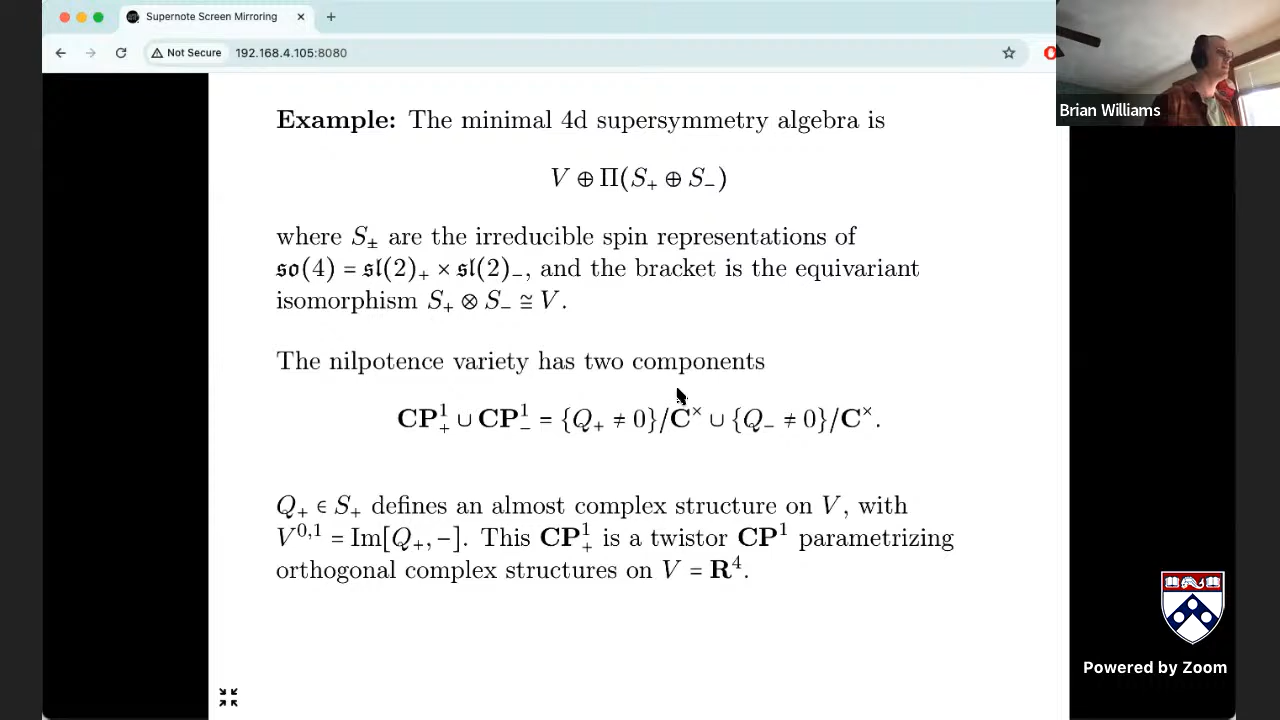 Supernote Screen Mirroring
Not Secure
192.168.4.105:8080
Brian Williams
Example: The minimal 4d supersymmetry algebra is
V ⊕ Π(S₊ ⊕ S₋)
where S± are the irreducible spin representations of
𝔰𝔬(4) = 𝔰𝔩(2)₊ × 𝔰𝔩(2)₋, and the bracket is the equivariant
isomorphism S₊ ⊗ S₋ ≅ V.
The nilpotence variety has two components
CP¹₊ ∪ CP¹₋ = {Q₊ ≠ 0}/C× ∪ {Q₋ ≠ 0}/C×.
Q₊ ∈ S₊ defines an almost complex structure on V, with
V⁰,¹ = Im[Q₊, −]. This CP¹₊ is a twistor CP¹ parametrizing
orthogonal complex structures on V = R⁴.
Powered by Zoom